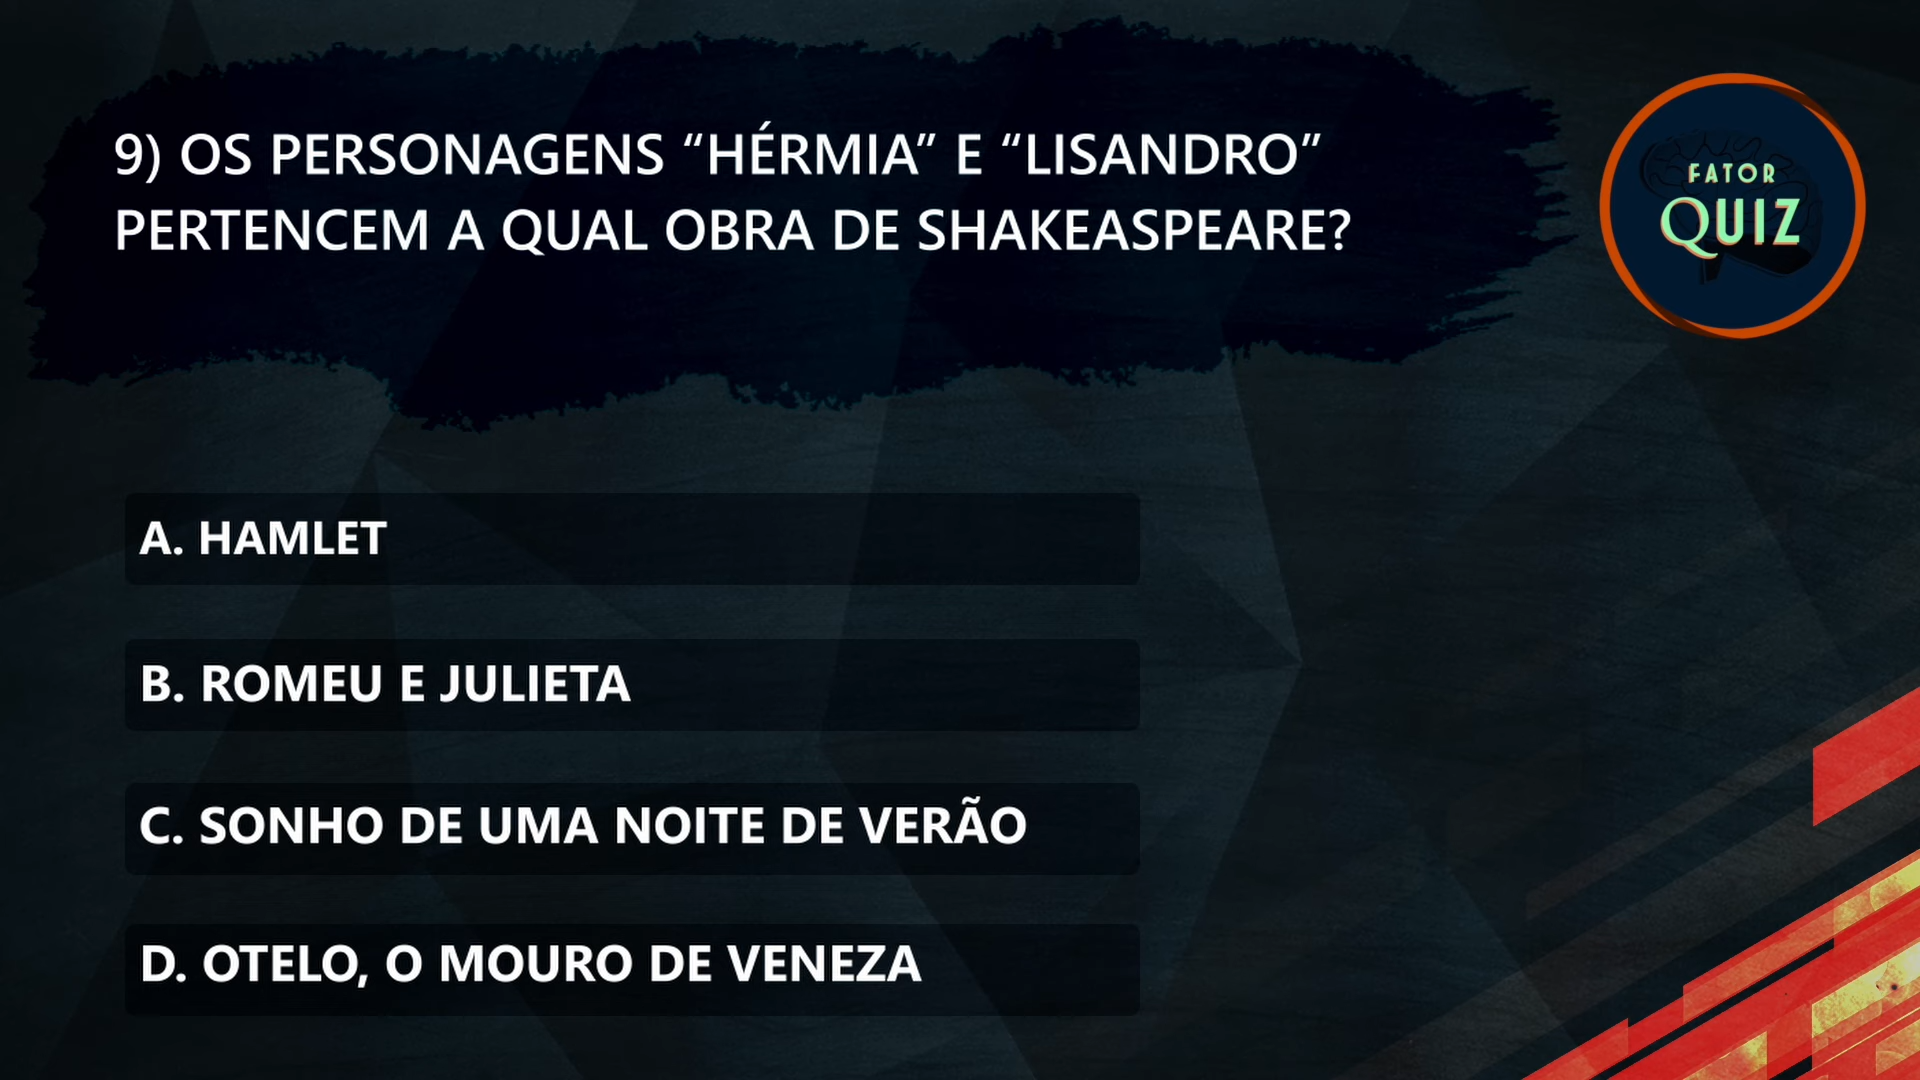 9) OS PERSONAGENS “HÉRMIA” E “LISANDRO”
PERTENCEM A QUAL OBRA DE SHAKEASPEARE?
FATOR
QUIZ
A. HAMLET
B. ROMEU E JULIETA
C. SONHO DE UMA NOITE DE VERÃO
D. OTELO, O MOURO DE VENEZA